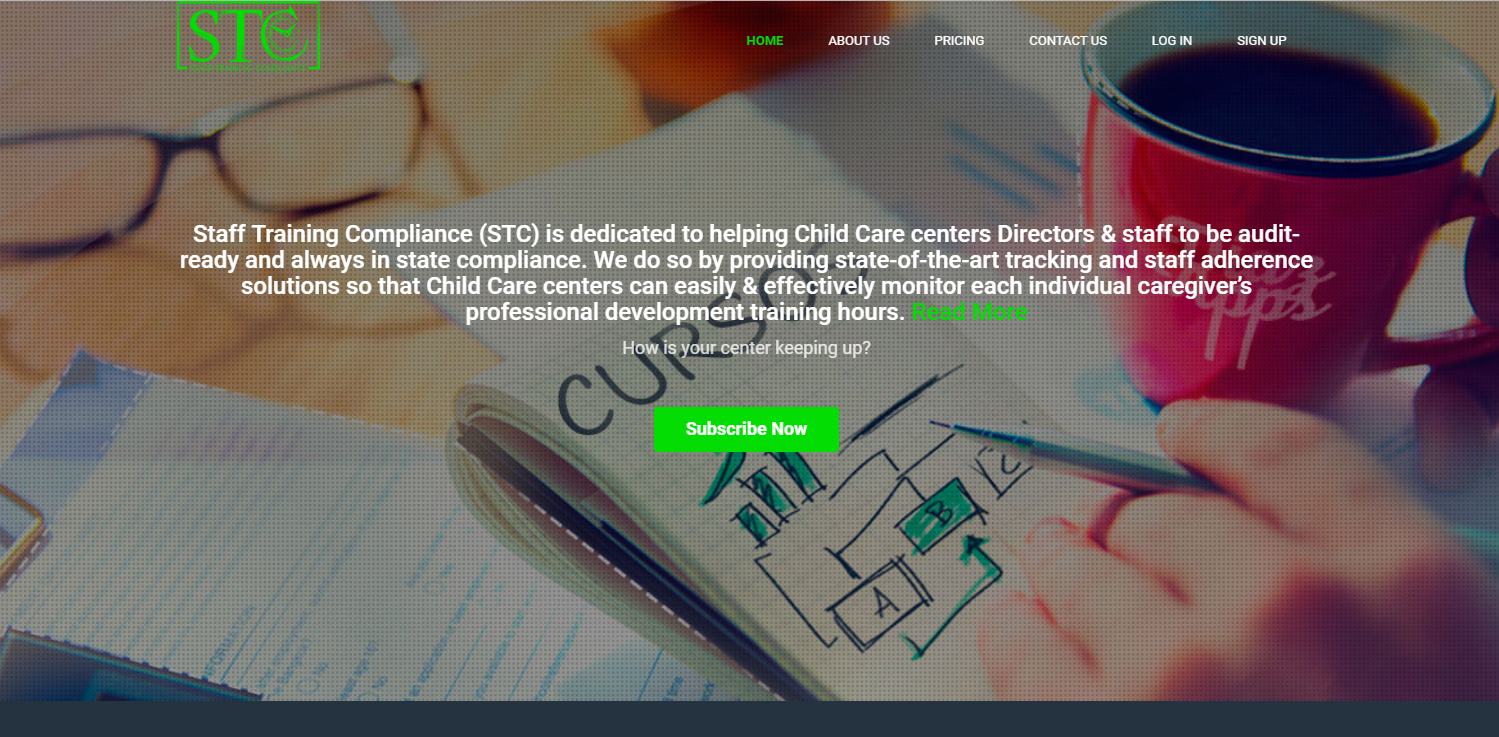 STC
HOME ABOUT US PRICING CONTACT US LOG IN SIGN UP
Staff Training Compliance (STC) is dedicated to helping Child Care centers Directors & staff to be audit-
ready and always in state compliance. We do so by providing state-of-the-art tracking and staff adherence
solutions so that Child Care centers can easily & effectively monitor each individual caregiver’s
professional development training hours. Read More
How is your center keeping up?
CURSOS
Subscribe Now
C
B
A
No
No